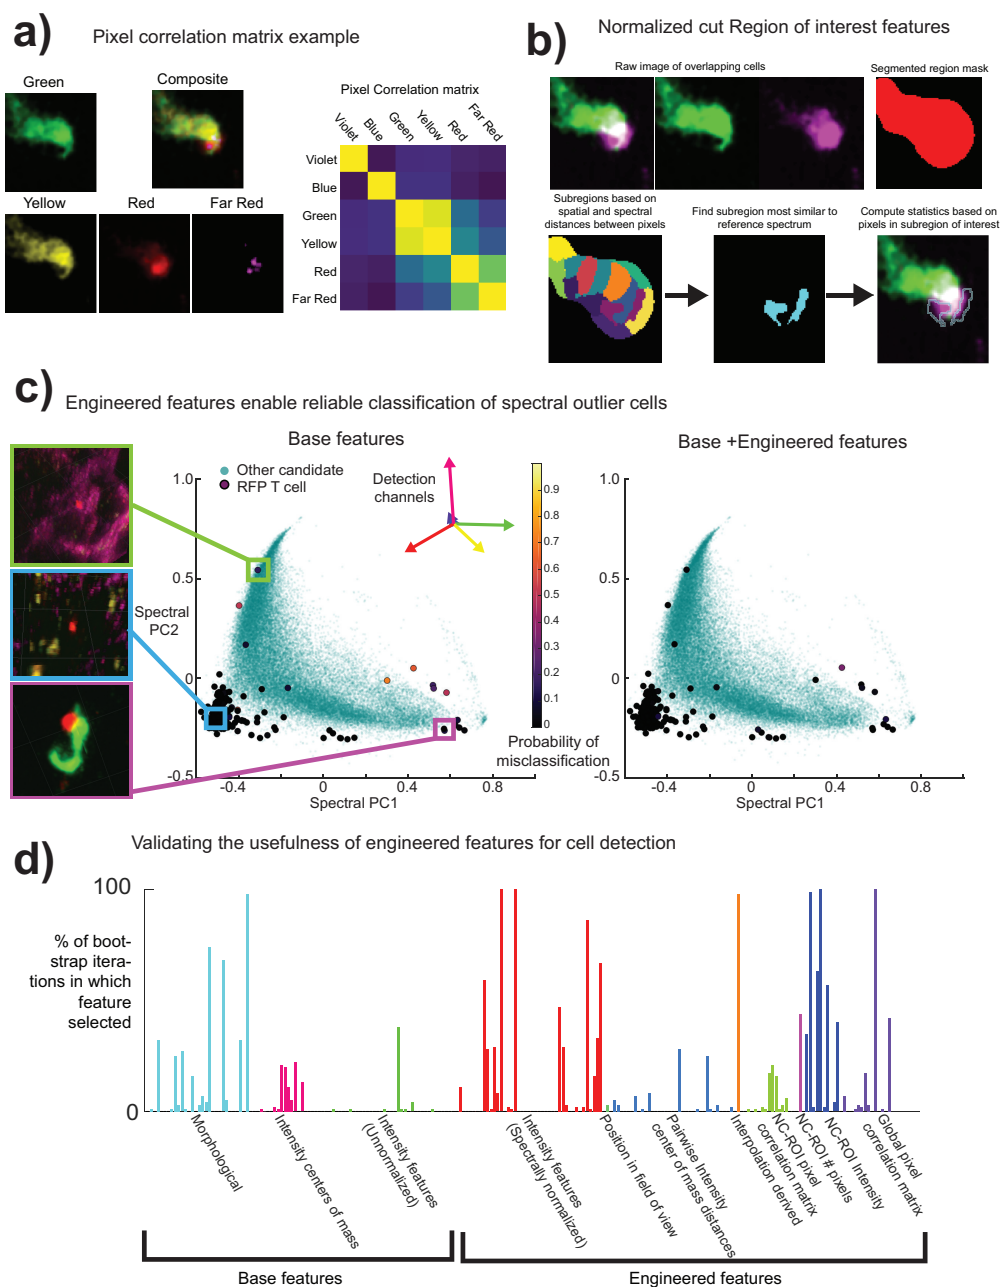 a)
Pixel correlation matrix example
Green
Composite
Yellow
Red
Far Red
Pixel Correlation matrix
Violet
Blue
Green
Yellow
Red
Far Red
Violet
Blue
Green
Yellow
Red
Far Red
b)
Normalized cut Region of interest features
Raw image of overlapping cells
Segmented region mask
Subregions based on
spatial and spectral
distances between pixels
Find subregion most similar to
reference spectrum
Compute statistics based on
pixels in subregion of interest
c)
Engineered features enable reliable classification of spectral outlier cells
Base features
Other candidate
RFP T cell
Detection
channels
1.0
0.5
Spectral
PC2
0
-0.5
-0.4
0
0.4
0.8
Spectral PC1
0.9
0.8
0.7
0.6
0.5
0.4
0.3
0.2
0.1
0
Probability of
misclassification
Base +Engineered features
1.0
0.5
0
-0.5
-0.4
0
0.4
0.8
Spectral PC1
d)
Validating the usefulness of engineered features for cell detection
100
% of boot-
strap itera-
tions in which
feature
selected
0
Morphological
Intensity centers of mass
Intensity features
(Unnormalized)
Intensity features
(Spectrally normalized)
Position in field of view
Pairwise Intensity
center of mass distances
Interpolation derived
NC-ROI pixel
correlation matrix
NC-ROI # pixels
NC-ROI Intensity
Global pixel
correlation matrix
Base features
Engineered features